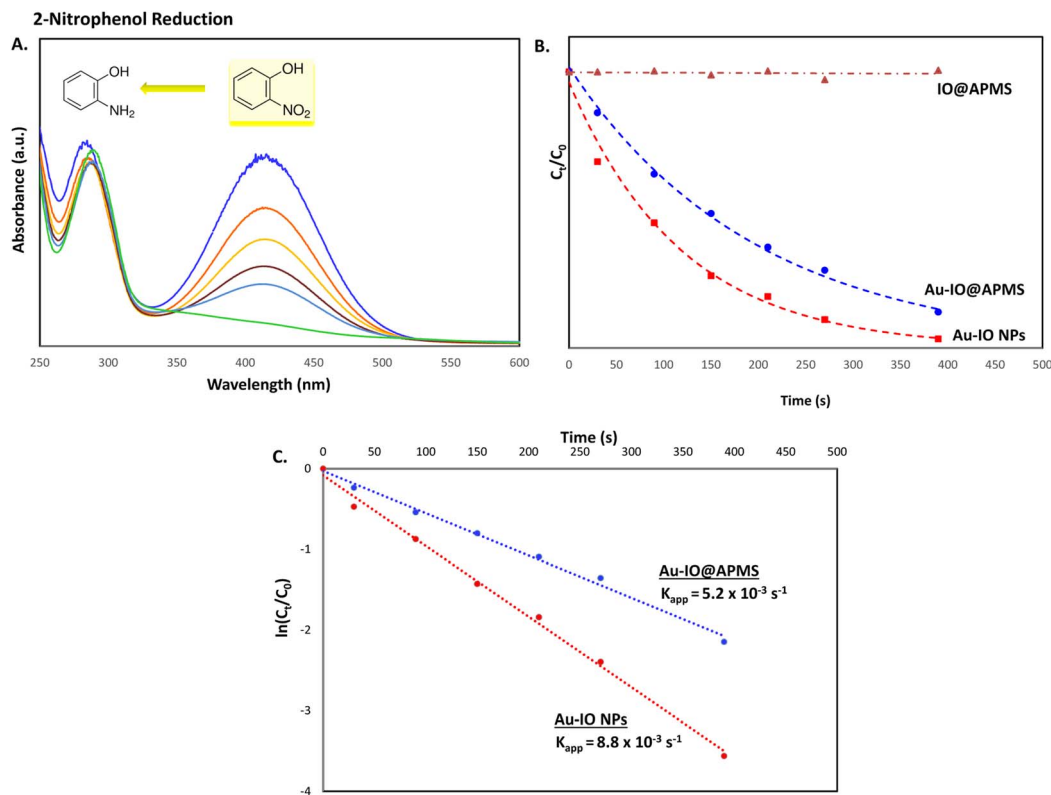 2-Nitrophenol Reduction
A.
OH
NH2
OH
NO2
Absorbance (a.u.)
250 300 350 400 450 500 550 600
Wavelength (nm)
B.
IO@APMS
Ct/C0
Au-IO@APMS
Au-IO NPs
0 50 100 150 200 250 300 350 400 450 500
Time (s)
C.
Time (s)
0 50 100 150 200 250 300 350 400 450 500
0
-1
-2
-3
-4
ln(Ct/C0)
Au-IO@APMS
Kapp = 5.2 x 10-3 s-1
Au-IO NPs
Kapp = 8.8 x 10-3 s-1